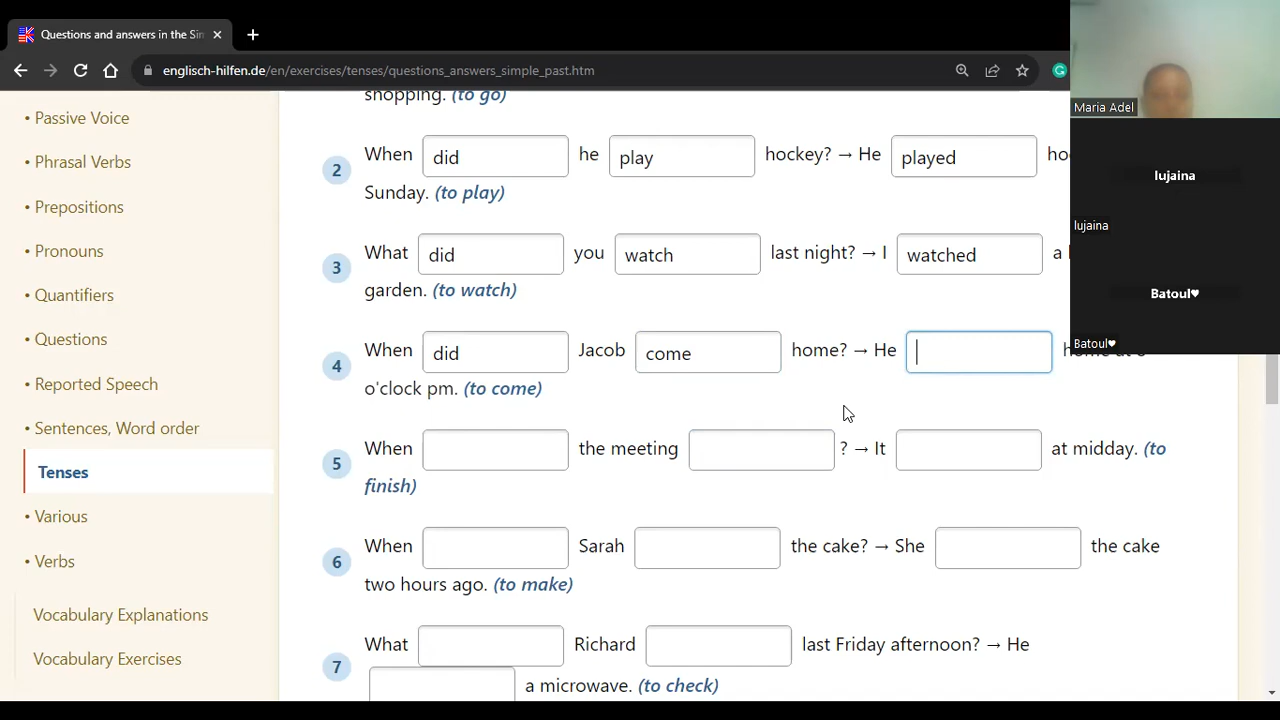 Questions and answers in the Sim
englisch-hilfen.de/en/exercises/tenses/questions_answers_simple_past.htm
Maria Adel
lujaina
lujaina
Batoul♥
Batoul♥
• Passive Voice
• Phrasal Verbs
• Prepositions
• Pronouns
• Quantifiers
• Questions
• Reported Speech
• Sentences, Word order
Tenses
• Various
• Verbs
Vocabulary Explanations
Vocabulary Exercises
shopping. (to go)
2 When did he play hockey? → He played
Sunday. (to play)
3 What did you watch last night? → I watched a
garden. (to watch)
4 When did Jacob come home? → He home at
o'clock pm. (to come)
5 When the meeting ? → It at midday. (to
finish)
6 When Sarah the cake? → She the cake
two hours ago. (to make)
7 What Richard last Friday afternoon? → He
a microwave. (to check)